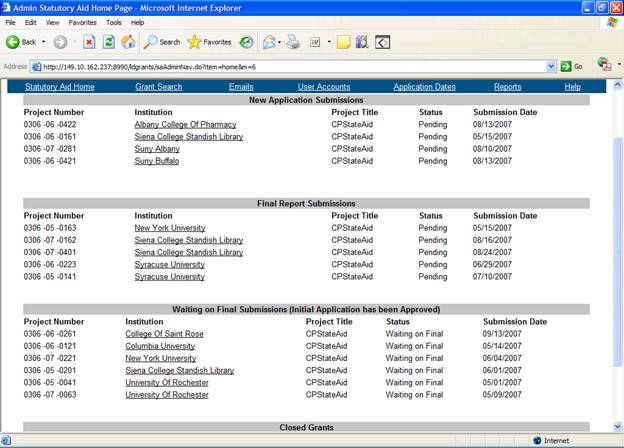 Admin Statutory Aid Home Page - Microsoft Internet Explorer
File Edit View Favorites Tools Help
Back Search Favorites
Address http://149.10.162.237:8990/ldgrants/saAdminNav.do?item=home&m=6 Go
Statutory Aid Home Grant Search Emails User Accounts Application Dates Reports Help
New Application Submissions
Project Number Institution Project Title Status Submission Date
0306 -06 -0422 Albany College Of Pharmacy CPStateAid Pending 08/13/2007
0306 -06 -0161 Siena College Standish Library CPStateAid Pending 05/15/2007
0306 -07 -0281 Suny Albany CPStateAid Pending 08/10/2007
0306 -06 -0421 Suny Buffalo CPStateAid Pending 08/13/2007
Final Report Submissions
Project Number Institution Project Title Status Submission Date
0306 -05 -0163 New York University CPStateAid Pending 05/15/2007
0306 -07 -0162 Siena College Standish Library CPStateAid Pending 08/16/2007
0306 -07 -0401 Siena College Standish Library CPStateAid Pending 08/24/2007
0306 -06 -0223 Syracuse University CPStateAid Pending 06/29/2007
0306 -05 -0141 Syracuse University CPStateAid Pending 07/10/2007
Waiting on Final Submissions (Initial Application has been Approved)
Project Number Institution Project Title Status Submission Date
0306 -06 -0261 College Of Saint Rose CPStateAid Waiting on Final 09/13/2007
0306 -06 -0121 Columbia University CPStateAid Waiting on Final 05/14/2007
0306 -07 -0221 New York University CPStateAid Waiting on Final 06/04/2007
0306 -05 -0201 Siena College Standish Library CPStateAid Waiting on Final 06/01/2007
0306 -05 -0041 University Of Rochester CPStateAid Waiting on Final 05/01/2007
0306 -07 -0063 University Of Rochester CPStateAid Waiting on Final 05/09/2007
Closed Grants
Internet